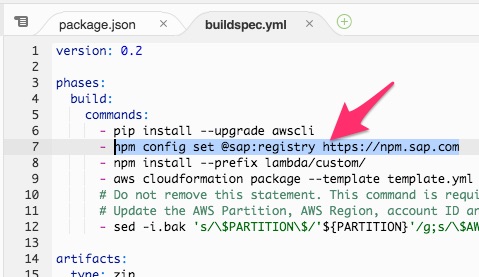 package.json × buildspec.yml ×
1 version: 0.2
2
3 phases:
4 build:
5 commands:
6 - pip install --upgrade awscli
7 - npm config set @sap:registry https://npm.sap.com
8 - npm install --prefix lambda/custom/
9 - aws cloudformation package --template template.yml
10 # Do not remove this statement. This command is requir
11 # Update the AWS Partition, AWS Region, account ID an
12 - sed -i.bak 's/\$PARTITION\$/'${PARTITION}'/g;s/\$AW
13
14 artifacts:
15 type: zip